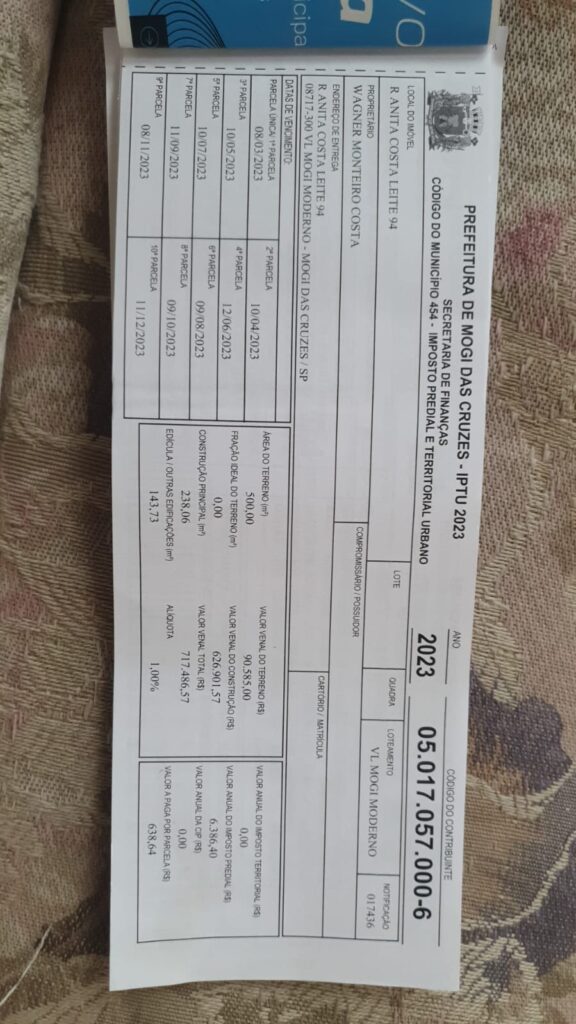 /O
a
icipa
PREFEITURA DE MOGI DAS CRUZES - IPTU 2023
SECRETARIA DE FINANÇAS
CÓDIGO DO MUNICÍPIO 454 - IMPOSTO PREDIAL E TERRITORIAL URBANO
ANO
2023
CÓDIGO DO CONTRIBUINTE
05.017.057.000-6
LOCAL DO IMÓVEL
R ANITA COSTA LEITE 94
LOTE
QUADRA
LOTEAMENTO
VL MOGI MODERNO
NOTIFICAÇÃO
017436
PROPRIETÁRIO
WAGNER MONTEIRO COSTA
COMPROMISSÁRIO / POSSUIDOR
ENDEREÇO DE ENTREGA
R ANITA COSTA LEITE 94
08717-300 VL MOGI MODERNO - MOGI DAS CRUZES / SP
CARTÓRIO / MATRÍCULA
DATAS DE VENCIMENTO:
PARCELA ÚNICA/ 1ª PARCELA
08/03/2023
2ª PARCELA
10/04/2023
3ª PARCELA
10/05/2023
4ª PARCELA
12/06/2023
5ª PARCELA
10/07/2023
6ª PARCELA
09/08/2023
7ª PARCELA
11/09/2023
8ª PARCELA
09/10/2023
9ª PARCELA
08/11/2023
10ª PARCELA
11/12/2023
ÁREA DO TERRENO (m²)
500,00
VALOR VENAL DO TERRENO (R$)
90.585,00
FRAÇÃO IDEAL DO TERRENO (m²)
0,00
VALOR VENAL DO CONSTRUÇÃO (R$)
626.901,57
CONSTRUÇÃO PRINCIPAL (m²)
238,06
VALOR VENAL TOTAL (R$)
717.486,57
EDÍCULA / OUTRAS EDIFICAÇÕES (m²)
143,73
ALÍQUOTA
1,00%
VALOR ANUAL DO IMPOSTO TERRITORIAL (R$)
0,00
VALOR ANUAL DO IMPOSTO PREDIAL (R$)
6.386,40
VALOR ANUAL DA CIP (R$)
0,00
VALOR A PAGA POR PARCELA (R$)
638,64